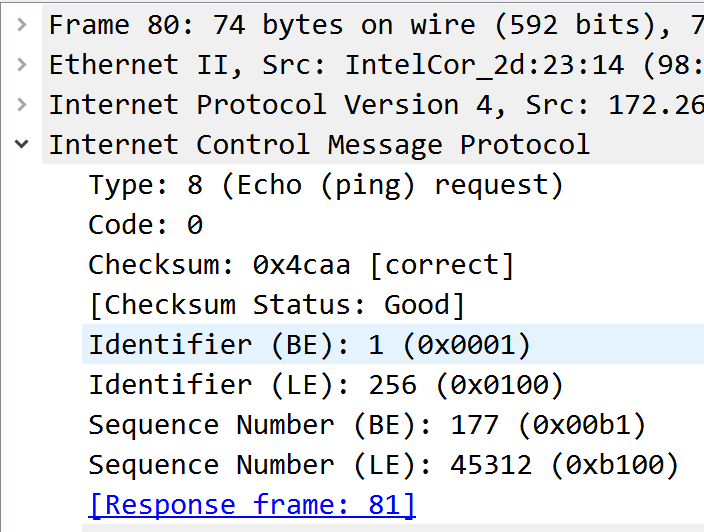 Frame 80: 74 bytes on wire (592 bits), 7
Ethernet II, Src: IntelCor_2d:23:14 (98:
Internet Protocol Version 4, Src: 172.26
Internet Control Message Protocol
Type: 8 (Echo (ping) request)
Code: 0
Checksum: 0x4caa [correct]
[Checksum Status: Good]
Identifier (BE): 1 (0x0001)
Identifier (LE): 256 (0x0100)
Sequence Number (BE): 177 (0x00b1)
Sequence Number (LE): 45312 (0xb100)
[Response frame: 81]